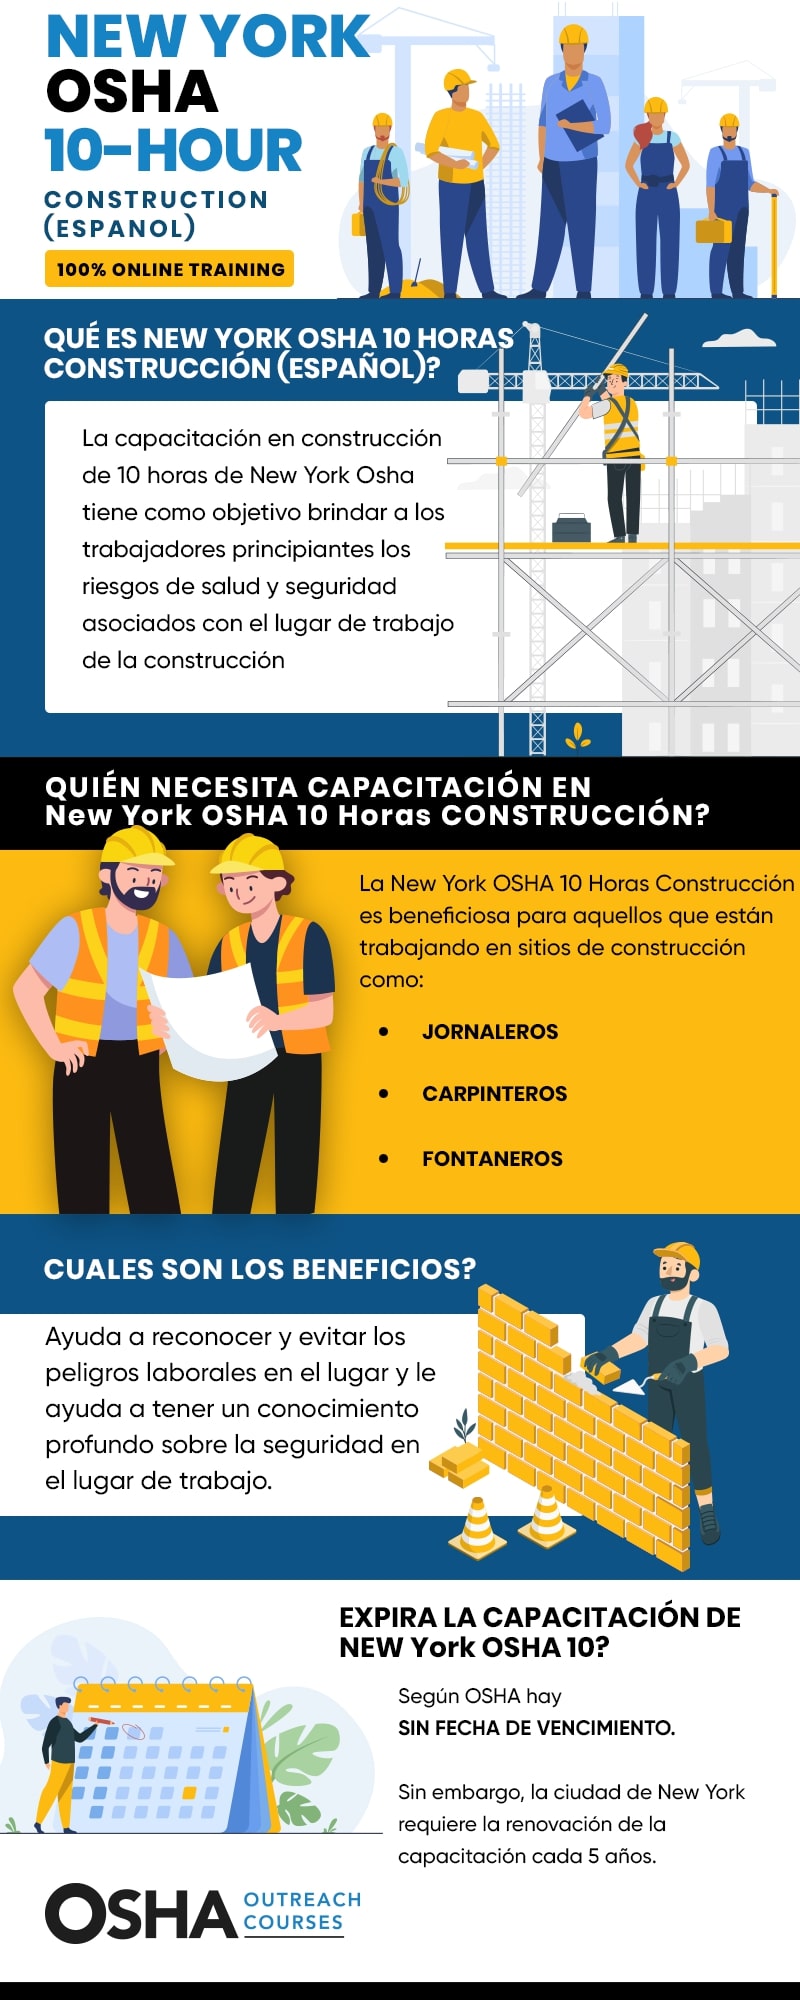 NEW YORK
OSHA
10-HOUR
CONSTRUCTION
(ESPANOL)
100% ONLINE TRAINING
QUÉ ES NEW YORK OSHA 10 HORAS
CONSTRUCCIÓN (ESPAÑOL)?
La capacitación en construcción
de 10 horas de New York Osha
tiene como objetivo brindar a los
trabajadores principiantes los
riesgos de salud y seguridad
asociados con el lugar de trabajo
de la construcción
QUIÉN NECESITA CAPACITACIÓN EN
New York OSHA 10 Horas CONSTRUCCIÓN?
La New York OSHA 10 Horas Construcción
es beneficiosa para aquellos que están
trabajando en sitios de construcción
como:
• JORNALEROS
• CARPINTEROS
• FONTANEROS
CUALES SON LOS BENEFICIOS?
Ayuda a reconocer y evitar los
peligros laborales en el lugar y le
ayuda a tener un conocimiento
profundo sobre la seguridad en
el lugar de trabajo.
EXPIRA LA CAPACITACIÓN DE
NEW York OSHA 10?
Según OSHA hay
SIN FECHA DE VENCIMIENTO.
Sin embargo, la ciudad de New York
requiere la renovación de la
capacitación cada 5 años.
OSHA OUTREACH
COURSES